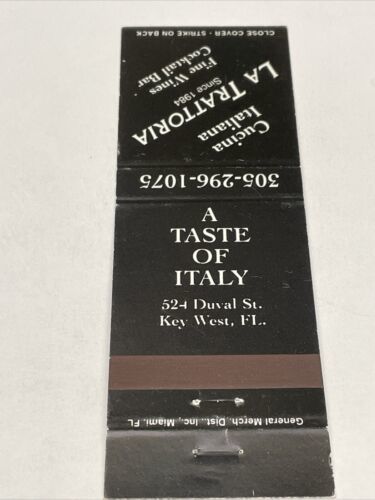 CLOSE COVER - STRIKE ON BACK
Cucina
Italiana
LA TRATTORIA
Since 1984
Fine Wines
Cocktail Bar
305-296-1075
A
TASTE
OF
ITALY
524 Duval St.
Key West, FL.
General Merch. Dist., Inc., Miami, FL